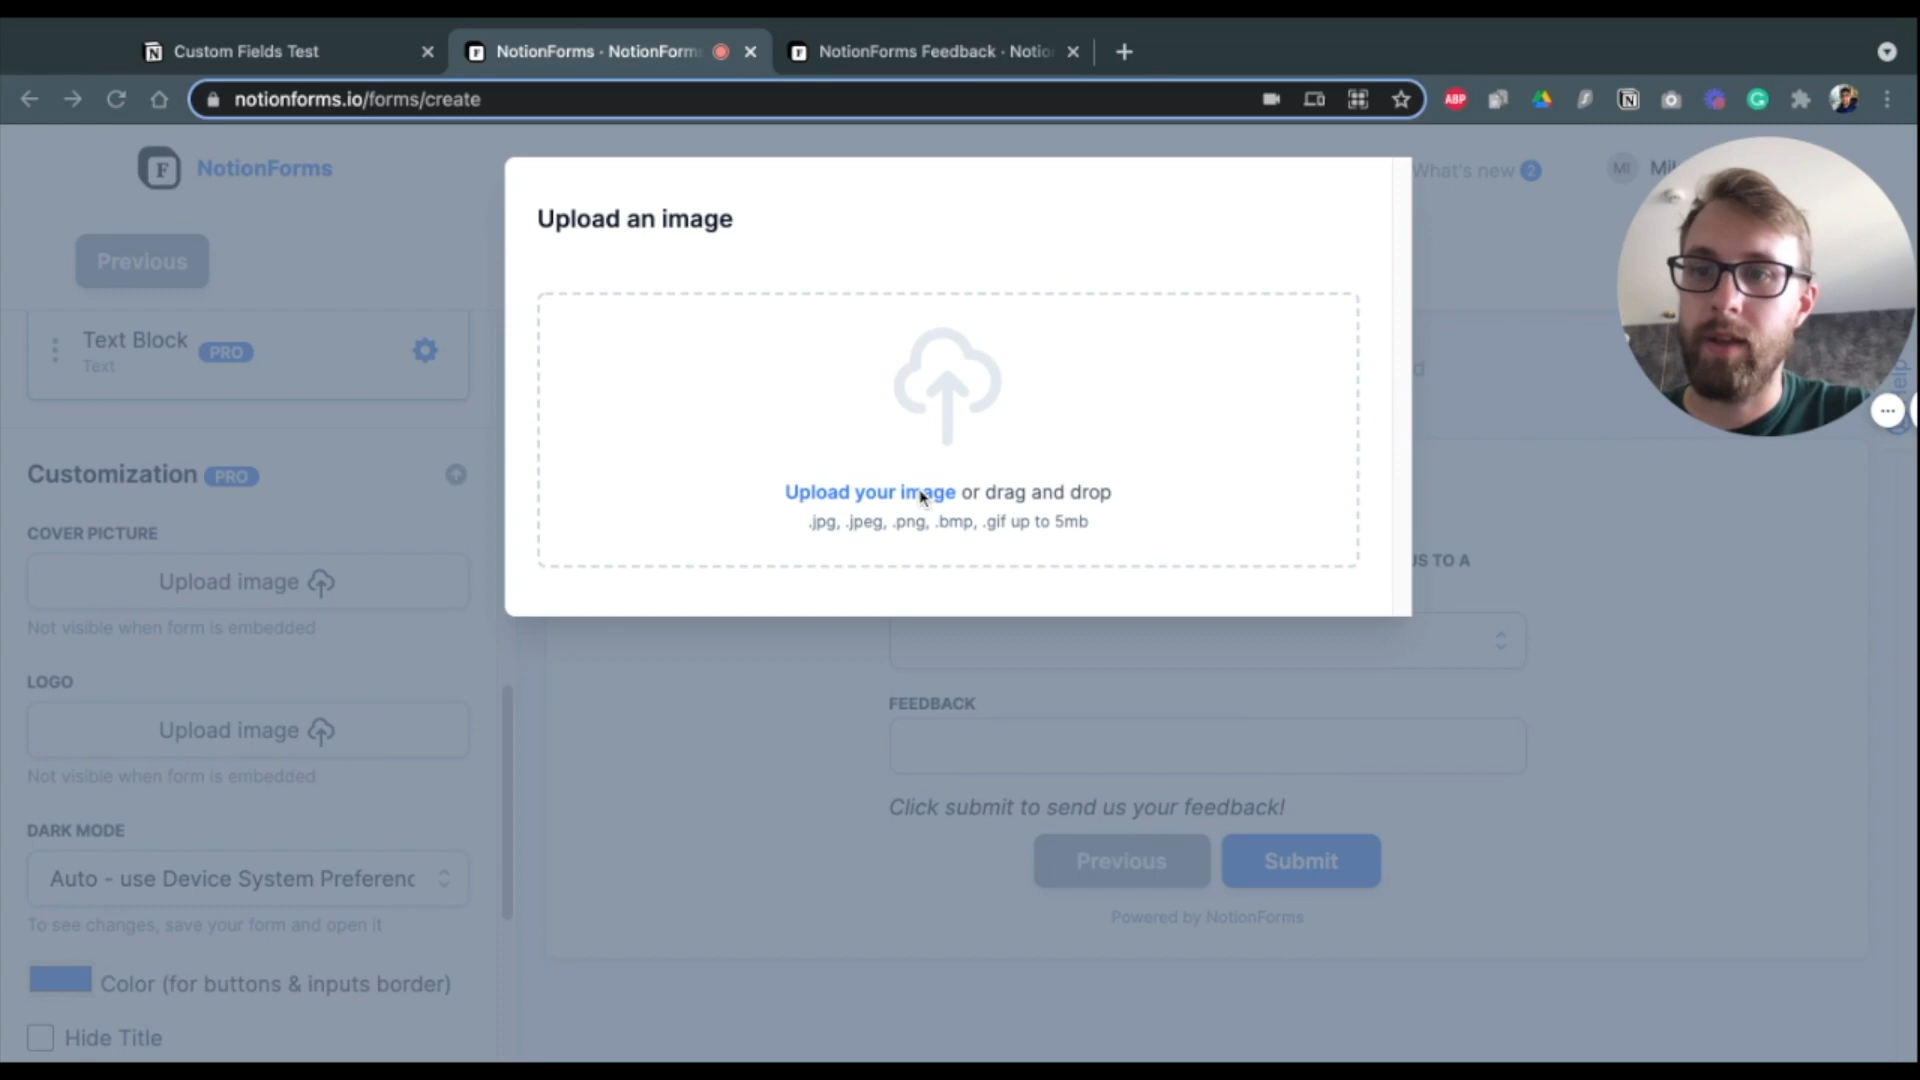 Custom Fields Test
NotionForms · NotionForm
NotionForms Feedback · Notio
notionforms.io/forms/create
ABP
F NotionForms
What's new 2
MI
Previous
Upload an image
Text Block PRO
Text
Upload your image or drag and drop
.jpg, .jpeg, .png, .bmp, .gif up to 5mb
Customization PRO
COVER PICTURE
Upload image
Not visible when form is embedded
US TO A
LOGO
Upload image
Not visible when form is embedded
FEEDBACK
Click submit to send us your feedback!
DARK MODE
Auto - use Device System Preferenc
To see changes, save your form and open it
Previous
Submit
Powered by NotionForms
Color (for buttons & inputs border)
Hide Title